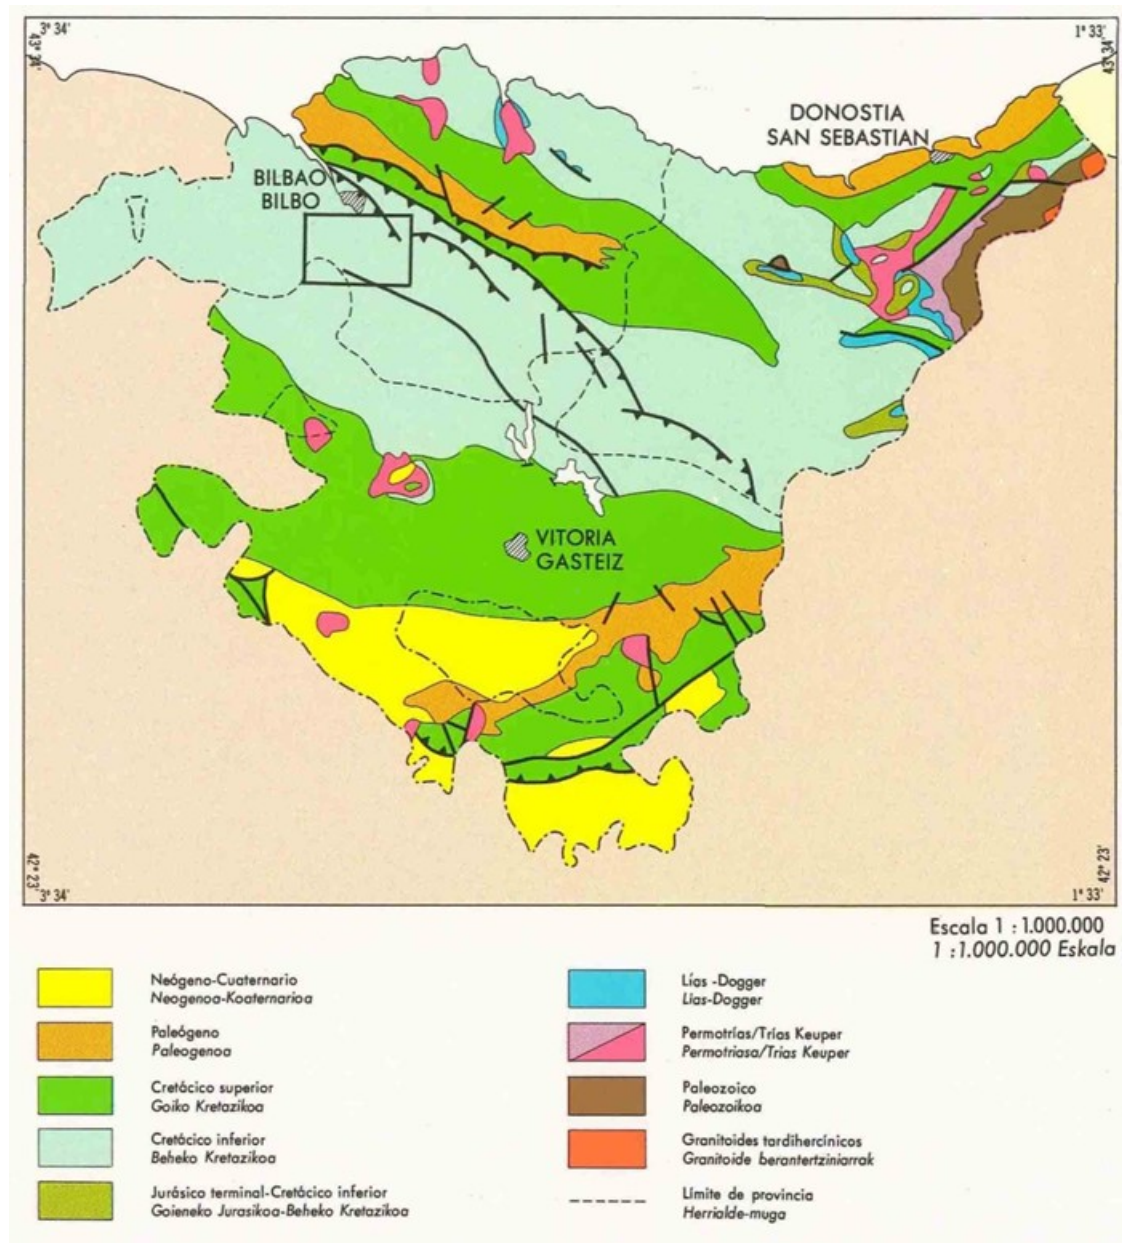 3° 34'
1° 33'
43° 34'
43° 34'
DONOSTIA
SAN SEBASTIAN
BILBAO
BILBO
VITORIA
GASTEIZ
42° 23'
42° 23'
3° 34'
1° 33'
Escala 1 : 1.000.000
1 : 1.000.000 Eskala
Neógeno-Cuaternario
Neogenoa-Koaternarioa
Paleógeno
Paleogenoa
Cretácico superior
Goiko Kretazikoa
Cretácico inferior
Beheko Kretazikoa
Jurásico terminal-Cretácico inferior
Goieneko Jurasikoa-Beheko Kretazikoa
Lías -Dogger
Lias-Dogger
Permotrías/Trías Keuper
Permotriasa/Trias Keuper
Paleozoico
Paleozoikoa
Granitoides tardihercínicos
Granitoide berantertziniarrak
Límite de provincia
Herrialde-muga